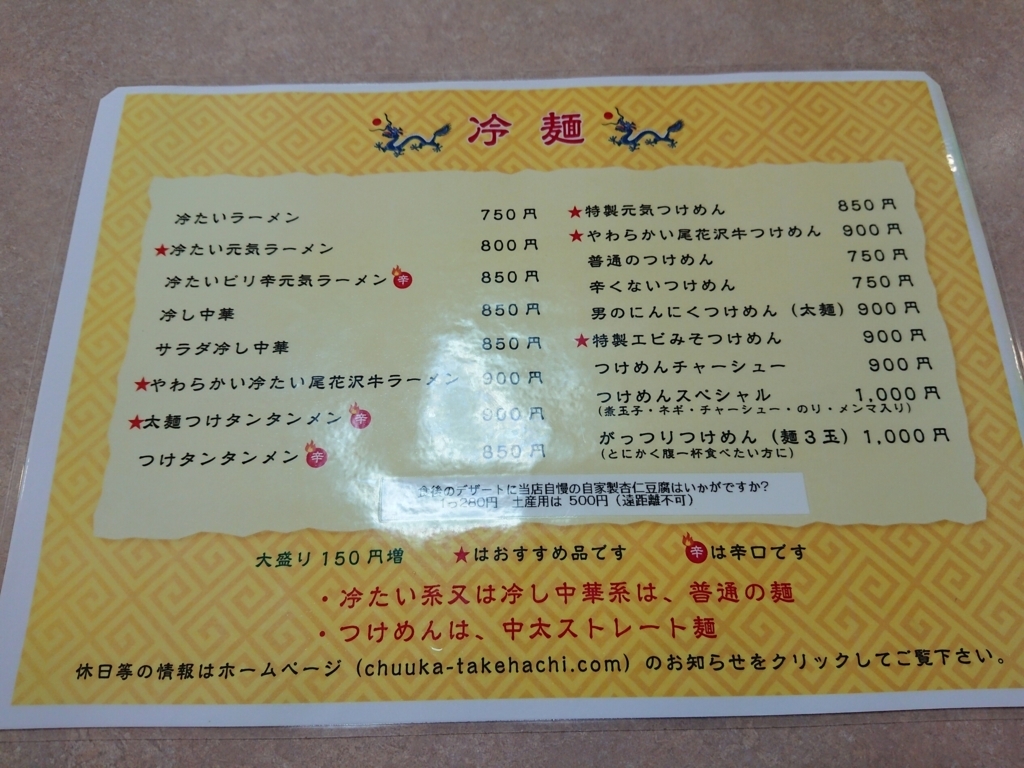 冷麺
冷たいラーメン 750円
★冷たい元気ラーメン 800円
冷たいピリ辛元気ラーメン 辛 850円
冷し中華 850円
サラダ冷し中華 850円
★やわらかい冷たい尾花沢牛ラーメン 900円
★太麺つけタンタンメン 辛 900円
つけタンタンメン 辛 850円
★特製元気つけめん 850円
★やわらかい尾花沢牛つけめん 900円
普通のつけめん 750円
辛くないつけめん 750円
男のにんにくつけめん(太麺) 900円
★特製エビみそつけめん 900円
つけめんチャーシュー 900円
つけめんスペシャル 1,000円
(煮玉子・ネギ・チャーシュー・のり・メンマ入り)
がっつりつけめん(麺3玉) 1,000円
(とにかく腹一杯食べたい方に)
食後のデザートに当店自慢の自家製杏仁豆腐はいかがですか?
280円 土産用は 500円(遠距離不可)
大盛り150円増 ★はおすすめ品です 辛は辛口です
・冷たい系又は冷し中華系は、普通の麺
・つけめんは、中太ストレート麺
休日等の情報はホームページ(chuuka-takehachi.com)のお知らせをクリックしてご覧下さい。